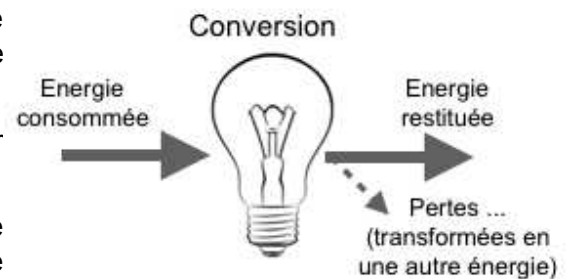 Conversion
Energie
consommée
Energie
restituée
Pertes ...
(transformées en
une autre énergie)
e
e
e
e